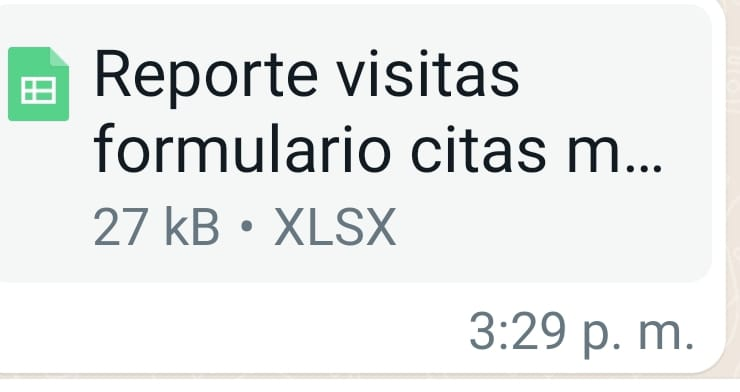 Reporte visitas
formulario citas m...
27 kB • XLSX
3:29 p. m.